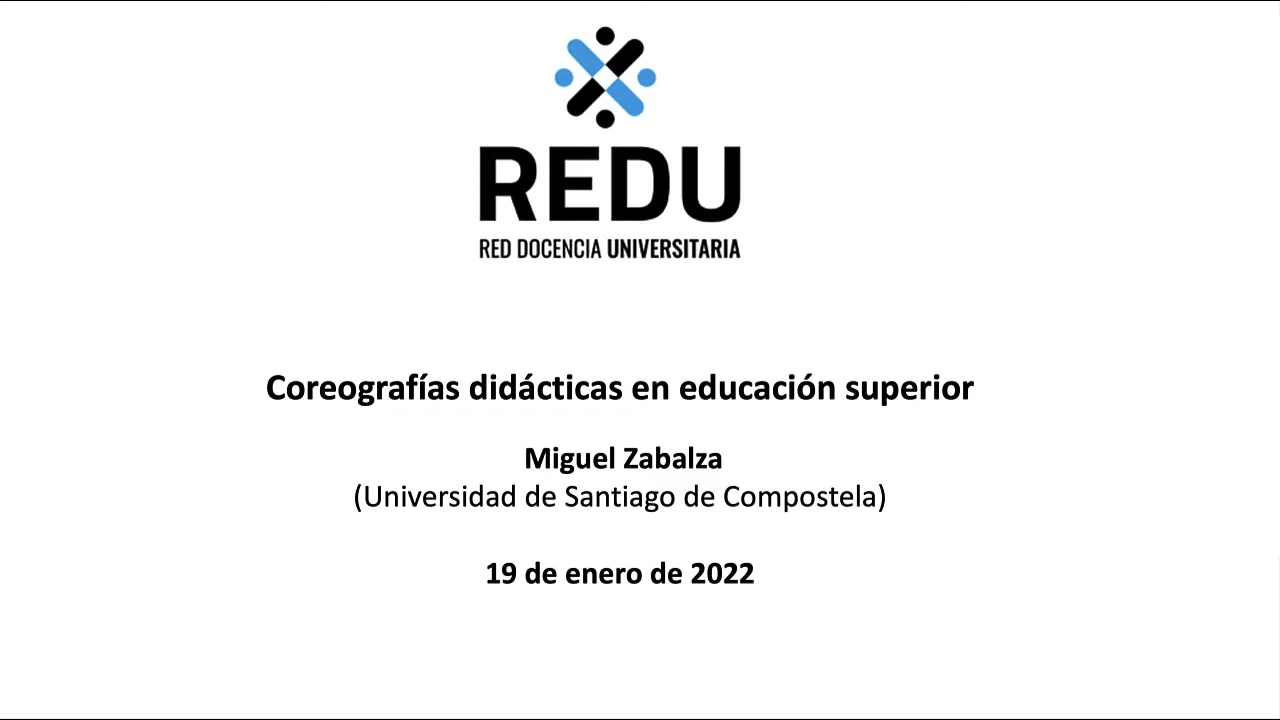 REDU
RED DOCENCIA UNIVERSITARIA
Coreografías didácticas en educación superior
Miguel Zabalza
(Universidad de Santiago de Compostela)
19 de enero de 2022